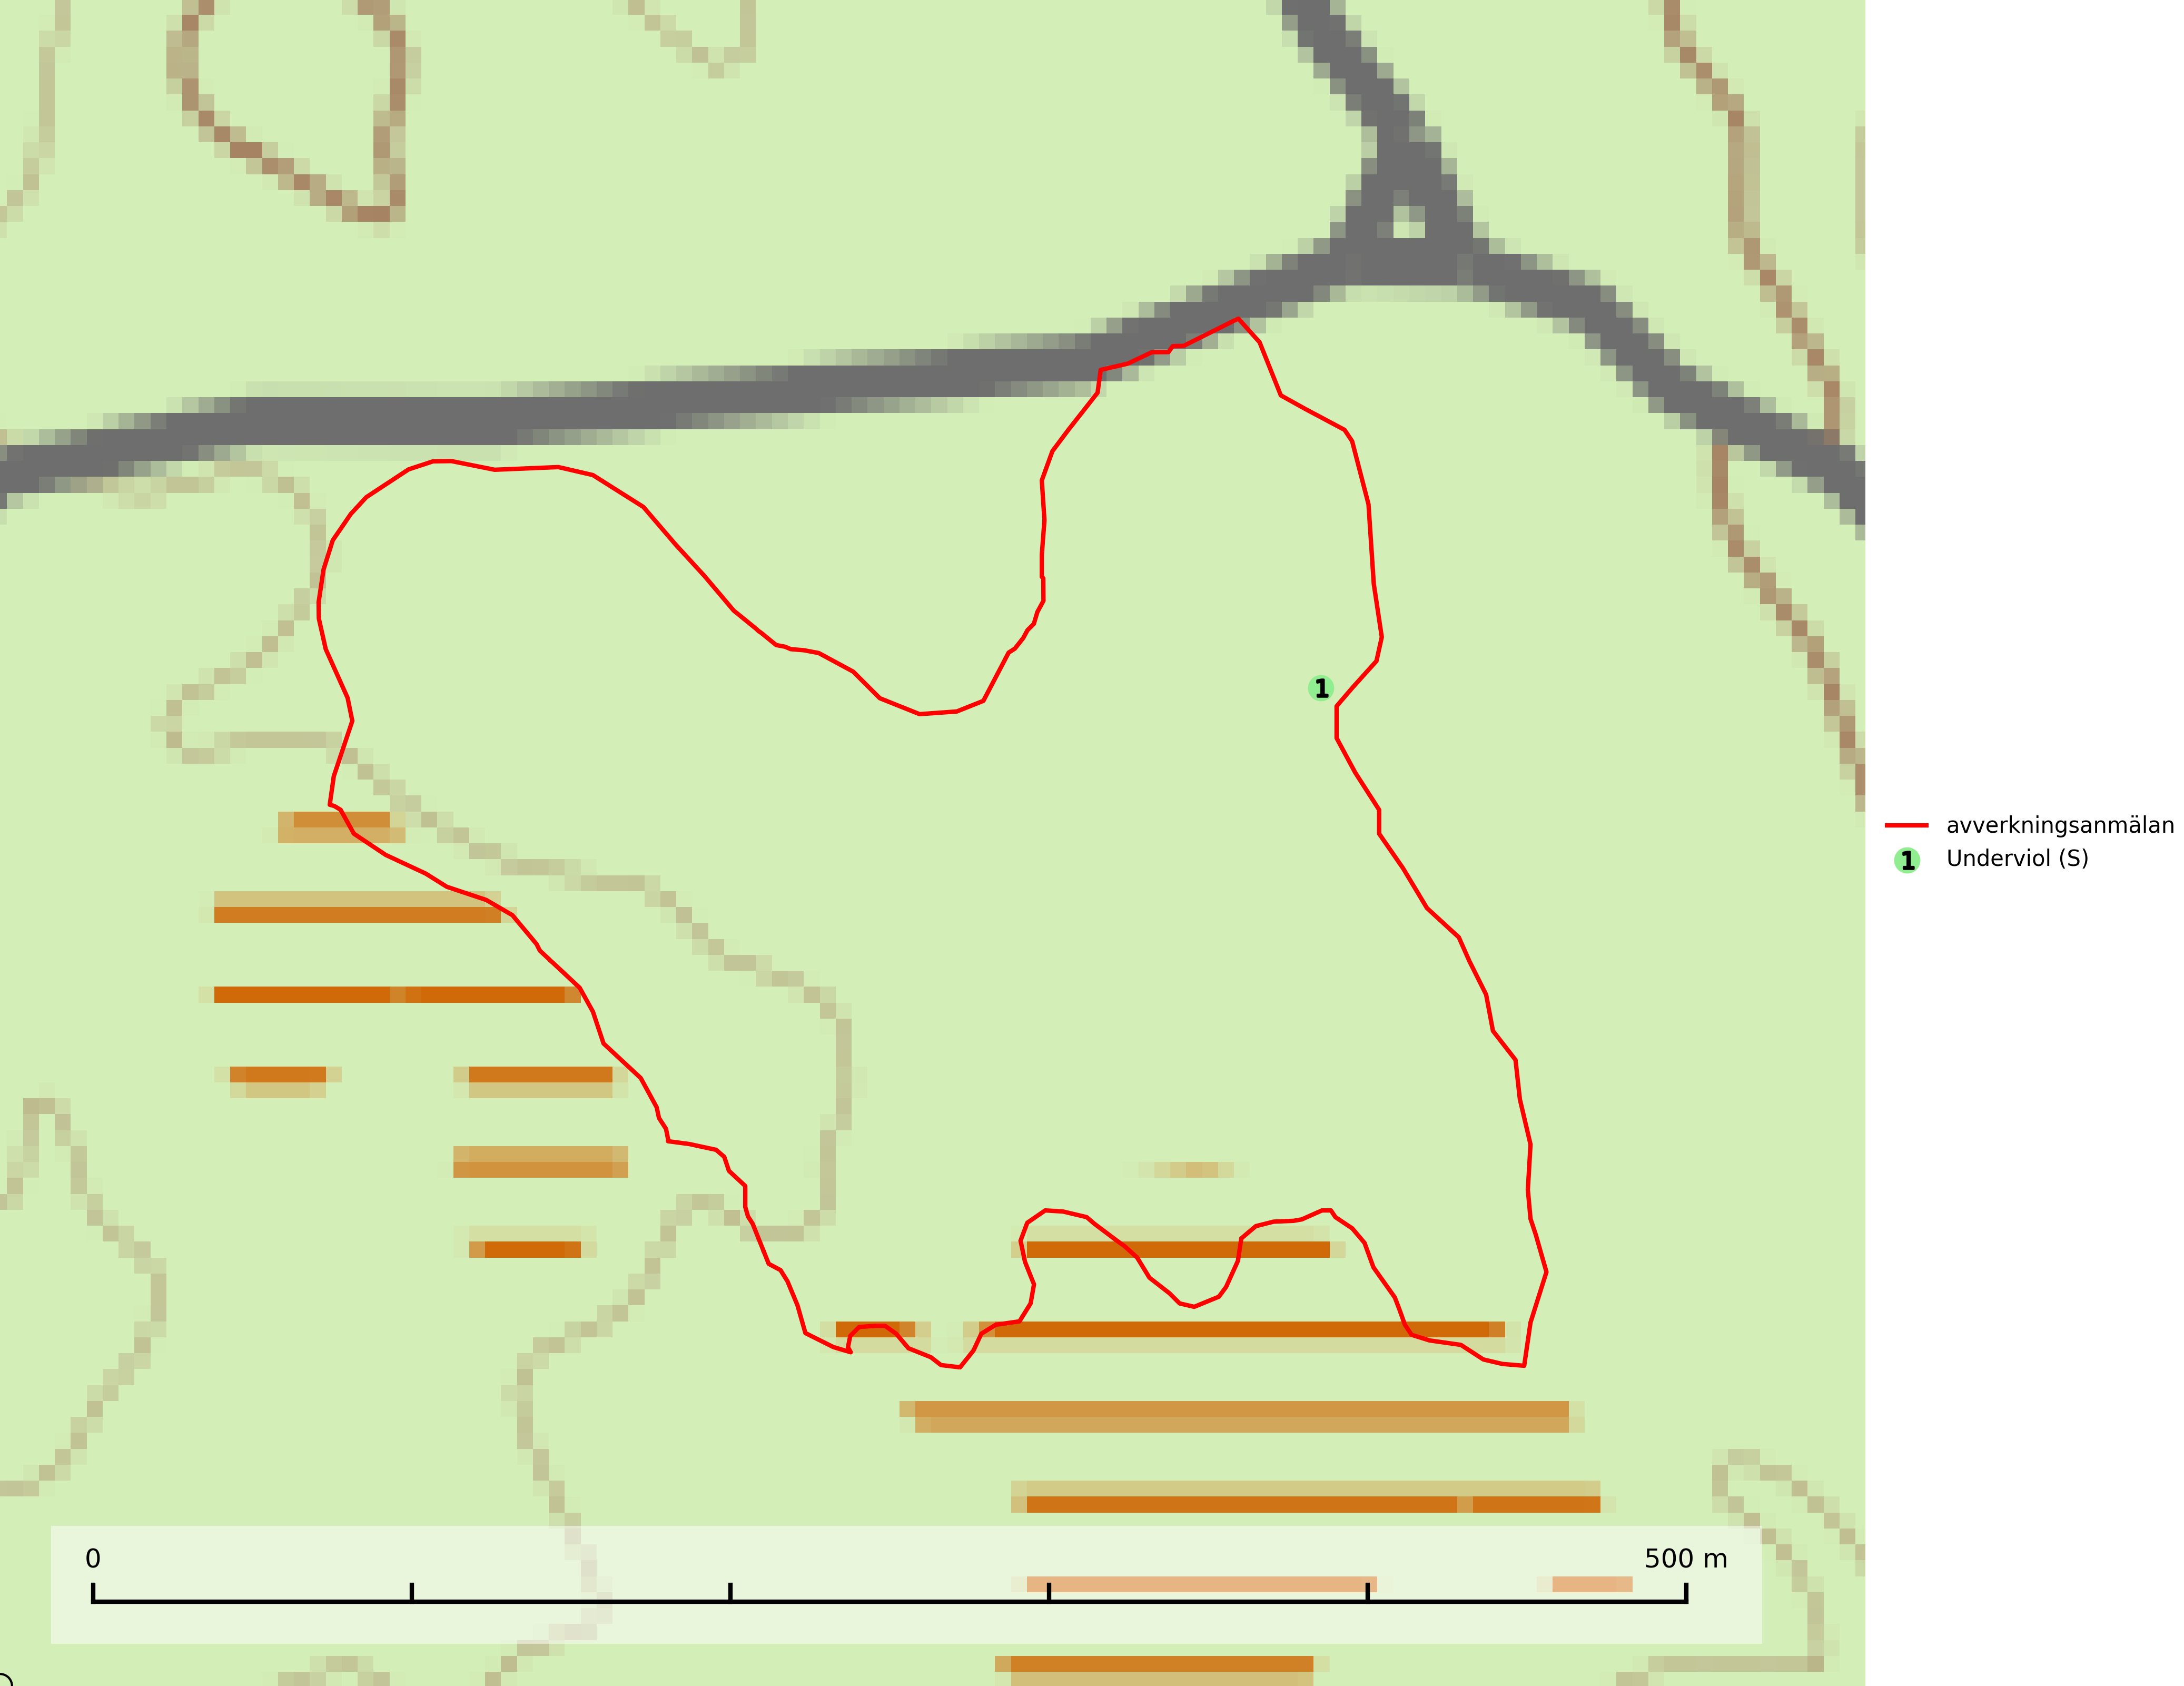 1
avverkningsanmälan
1 Underviol (S)
0 500 m